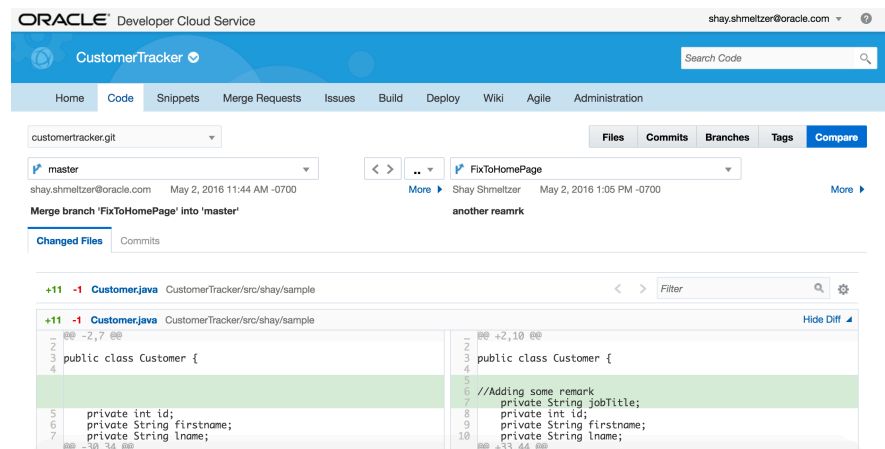 ORACLE® Developer Cloud Service
shay.shmeltzer@oracle.com
?
CustomerTracker
Search Code
Home Code Snippets Merge Requests Issues Build Deploy Wiki Agile Administration
customertracker.git
Files Commits Branches Tags Compare
master < > .. FixToHomePage
shay.shmeltzer@oracle.com May 2, 2016 11:44 AM -0700 More Shay Shmeltzer May 2, 2016 1:05 PM -0700 More
Merge branch 'FixToHomePage' into 'master' another reamrk
Changed Files Commits
+11 -1 Customer.java CustomerTracker/src/shay/sample < > Filter
+11 -1 Customer.java CustomerTracker/src/shay/sample Hide Diff
_ @@ -2,7 @@
2
3 public class Customer {
4
5 private int id;
6 private String firstname;
7 private String lname;
@@ -30,34 @@
_ @@ +2,10 @@
2
3 public class Customer {
4
5
6 //Adding some remark
7 private String jobTitle;
8 private int id;
9 private String firstname;
10 private String lname;
@@ +33,44 @@